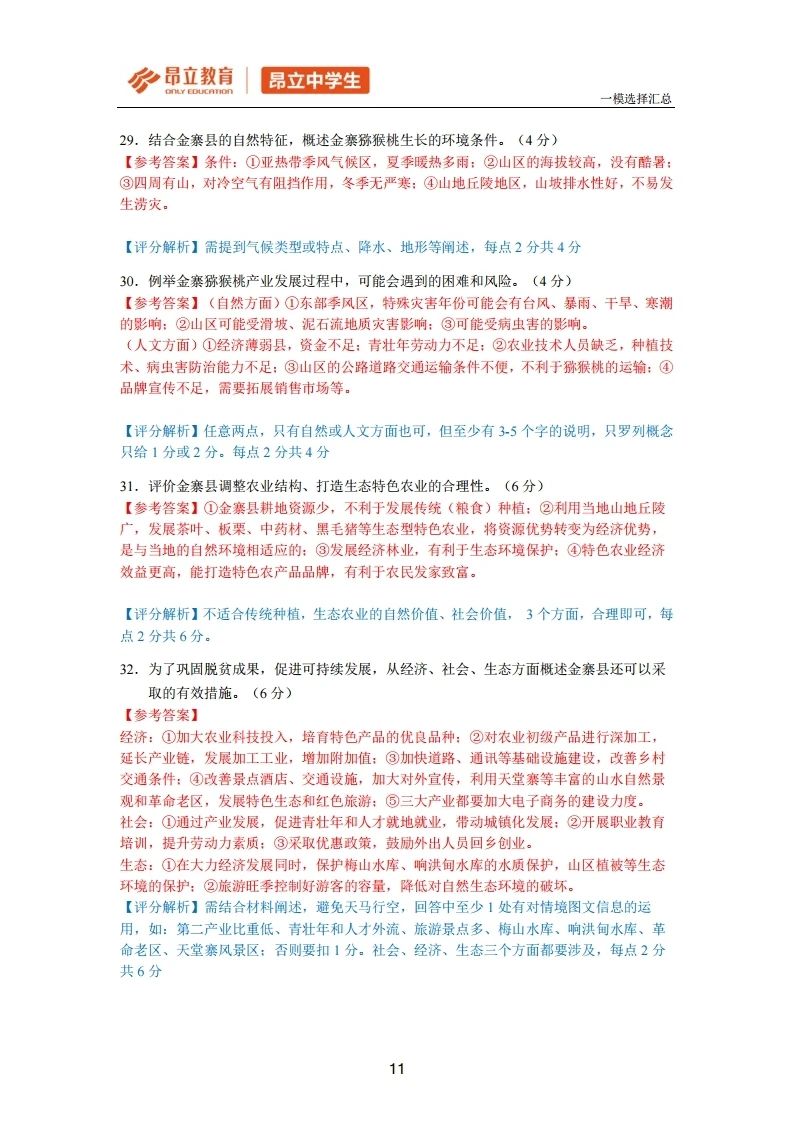 昂立教育
ONLY EDUCATION
昂立中学生
一模选择汇总
29．结合金寨县的自然特征，概述金寨猕猴桃生长的环境条件。（4 分）
【参考答案】条件：①亚热带季风气候区，夏季暖热多雨；②山区的海拔较高，没有酷暑；
③四周有山，对冷空气有阻挡作用，冬季无严寒；④山地丘陵地区，山坡排水性好，不易发
生涝灾。
【评分解析】需提到气候类型或特点、降水、地形等阐述，每点 2 分共 4 分
30．例举金寨猕猴桃产业发展过程中，可能会遇到的困难和风险。（4 分）
【参考答案】（自然方面）①东部季风区，特殊灾害年份可能会有台风、暴雨、干旱、寒潮
的影响；②山区可能受滑坡、泥石流地质灾害影响；③可能受病虫害的影响。
（人文方面）①经济薄弱县，资金不足；青壮年劳动力不足；②农业技术人员缺乏，种植技
术、病虫害防治能力不足；③山区的公路道路交通运输条件不便，不利于猕猴桃的运输；④
品牌宣传不足，需要拓展销售市场等。
【评分解析】任意两点，只有自然或人文方面也可，但至少有 3-5 个字的说明，只罗列概念
只给 1 分或 2 分。每点 2 分共 4 分
31．评价金寨县调整农业结构、打造生态特色农业的合理性。（6 分）
【参考答案】①金寨县耕地资源少，不利于发展传统（粮食）种植；②利用当地山地丘陵
广，发展茶叶、板栗、中药材、黑毛猪等生态型特色农业，将资源优势转变为经济优势，
是与当地的自然环境相适应的；③发展经济林业，有利于生态环境保护；④特色农业经济
效益更高，能打造特色农产品品牌，有利于农民发家致富。
【评分解析】不适合传统种植，生态农业的自然价值、社会价值， 3 个方面，合理即可，每
点 2 分共 6 分。
32．为了巩固脱贫成果，促进可持续发展，从经济、社会、生态方面概述金寨县还可以采
取的有效措施。（6 分）
【参考答案】
经济：①加大农业科技投入，培育特色产品的优良品种；②对农业初级产品进行深加工，
延长产业链，发展加工工业，增加附加值；③加快道路、通讯等基础设施建设，改善乡村
交通条件；④改善景点酒店、交通设施，加大对外宣传，利用天堂寨等丰富的山水自然景
观和革命老区，发展特色生态和红色旅游；⑤三大产业都要加大电子商务的建设力度。
社会：①通过产业发展，促进青壮年和人才就地就业，带动城镇化发展；②开展职业教育
培训，提升劳动力素质；③采取优惠政策，鼓励外出人员回乡创业。
生态：①在大力经济发展同时，保护梅山水库、响洪甸水库的水质保护，山区植被等生态
环境的保护；②旅游旺季控制好游客的容量，降低对自然生态环境的破坏。
【评分解析】需结合材料阐述，避免天马行空，回答中至少 1 处有对情境图文信息的运
用，如：第二产业比重低、青壮年和人才外流、旅游景点多、梅山水库、响洪甸水库、革
命老区、天堂寨风景区；否则要扣 1 分。社会、经济、生态三个方面都要涉及，每点 2 分
共 6 分
11